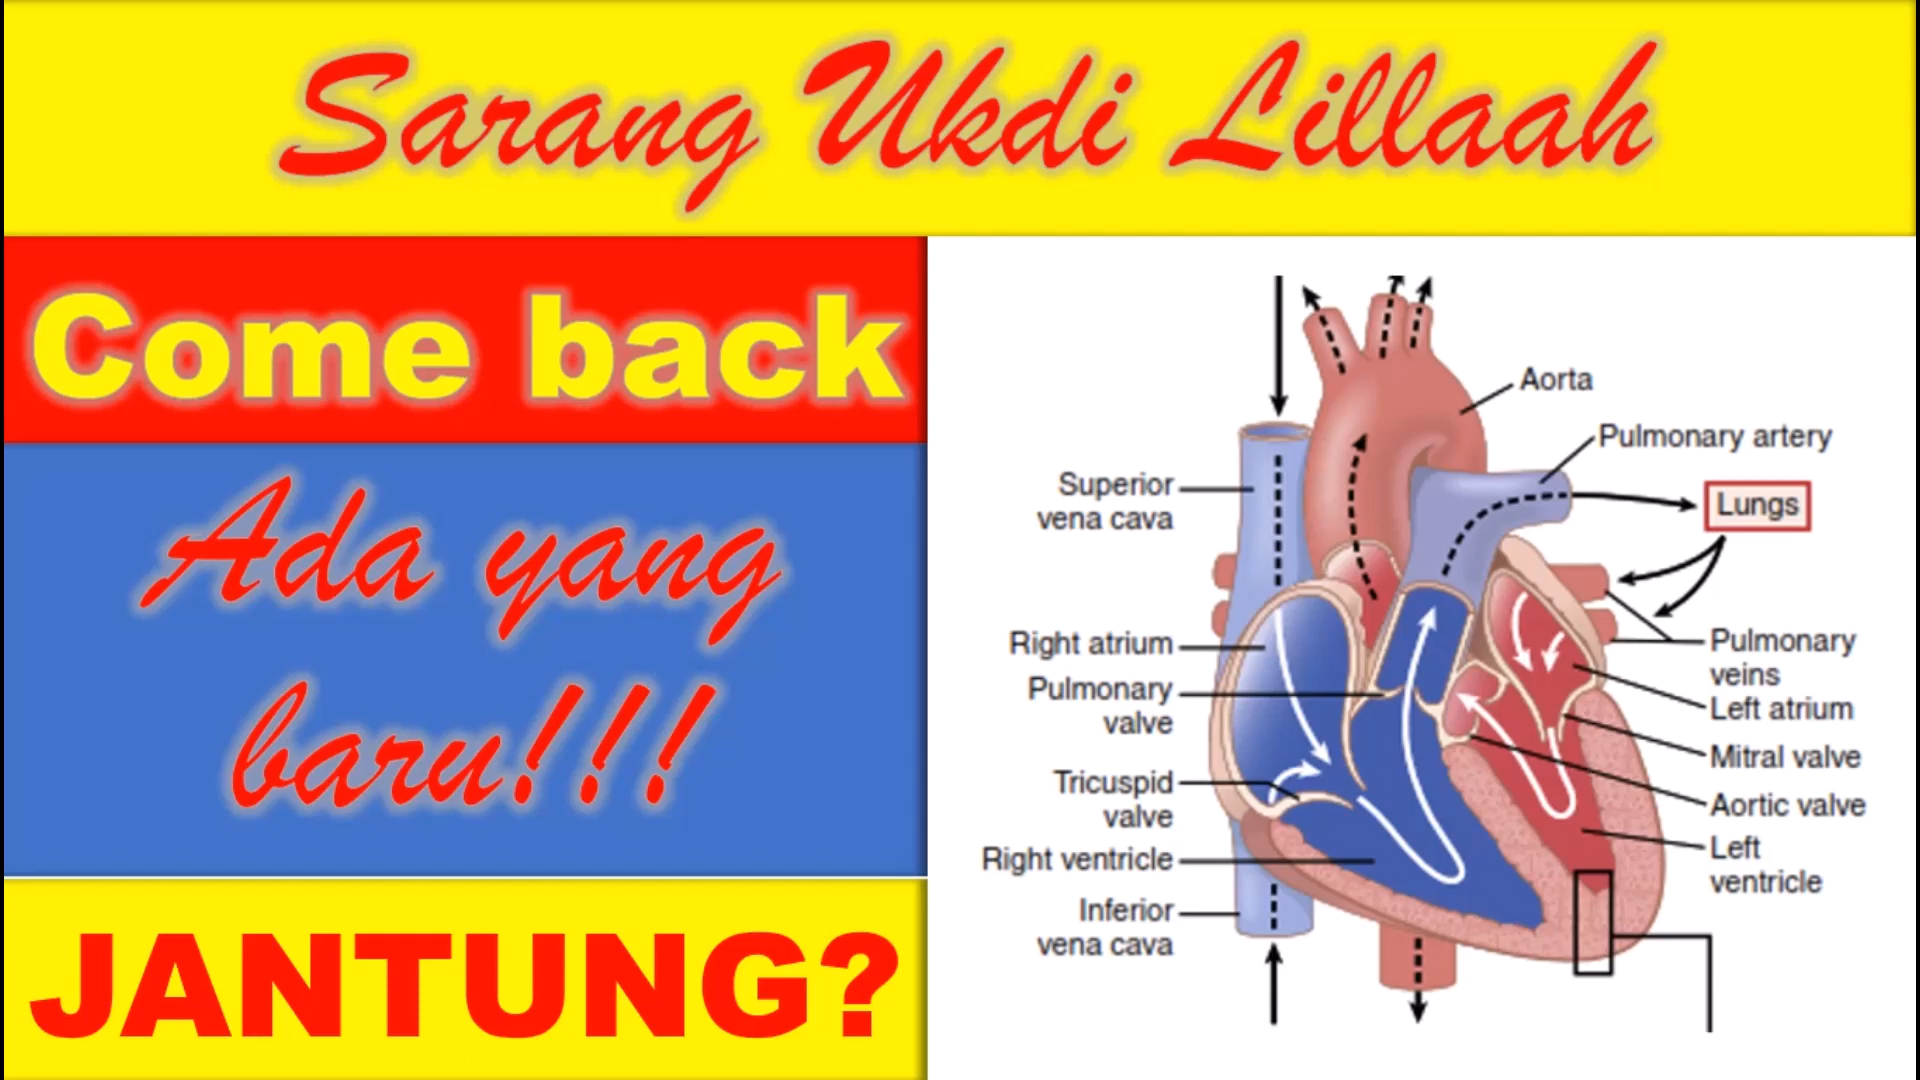 Sarang Ukdi Lillaah
Come back
Ada yang
baru!!!
JANTUNG?
Aorta
Pulmonary artery
Lungs
Superior
vena cava
Right atrium
Pulmonary
valve
Tricuspid
valve
Right ventricle
Inferior
vena cava
Pulmonary
veins
Left atrium
Mitral valve
Aortic valve
Left
ventricle